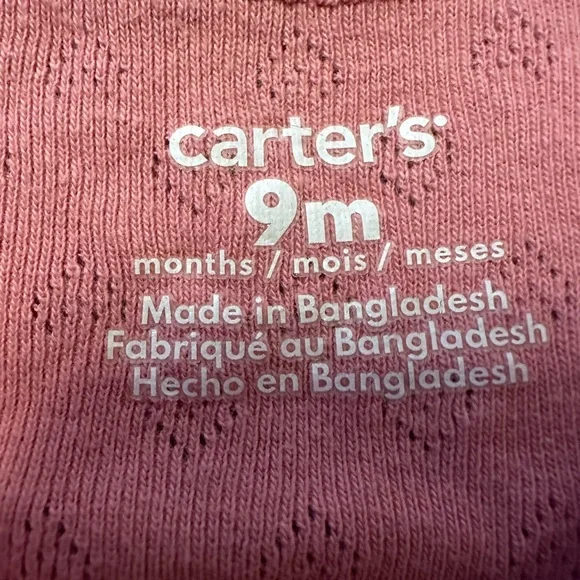 carter's
9m
months / mois / meses
Made in Bangladesh
Fabriqué au Bangladesh
Hecho en Bangladesh